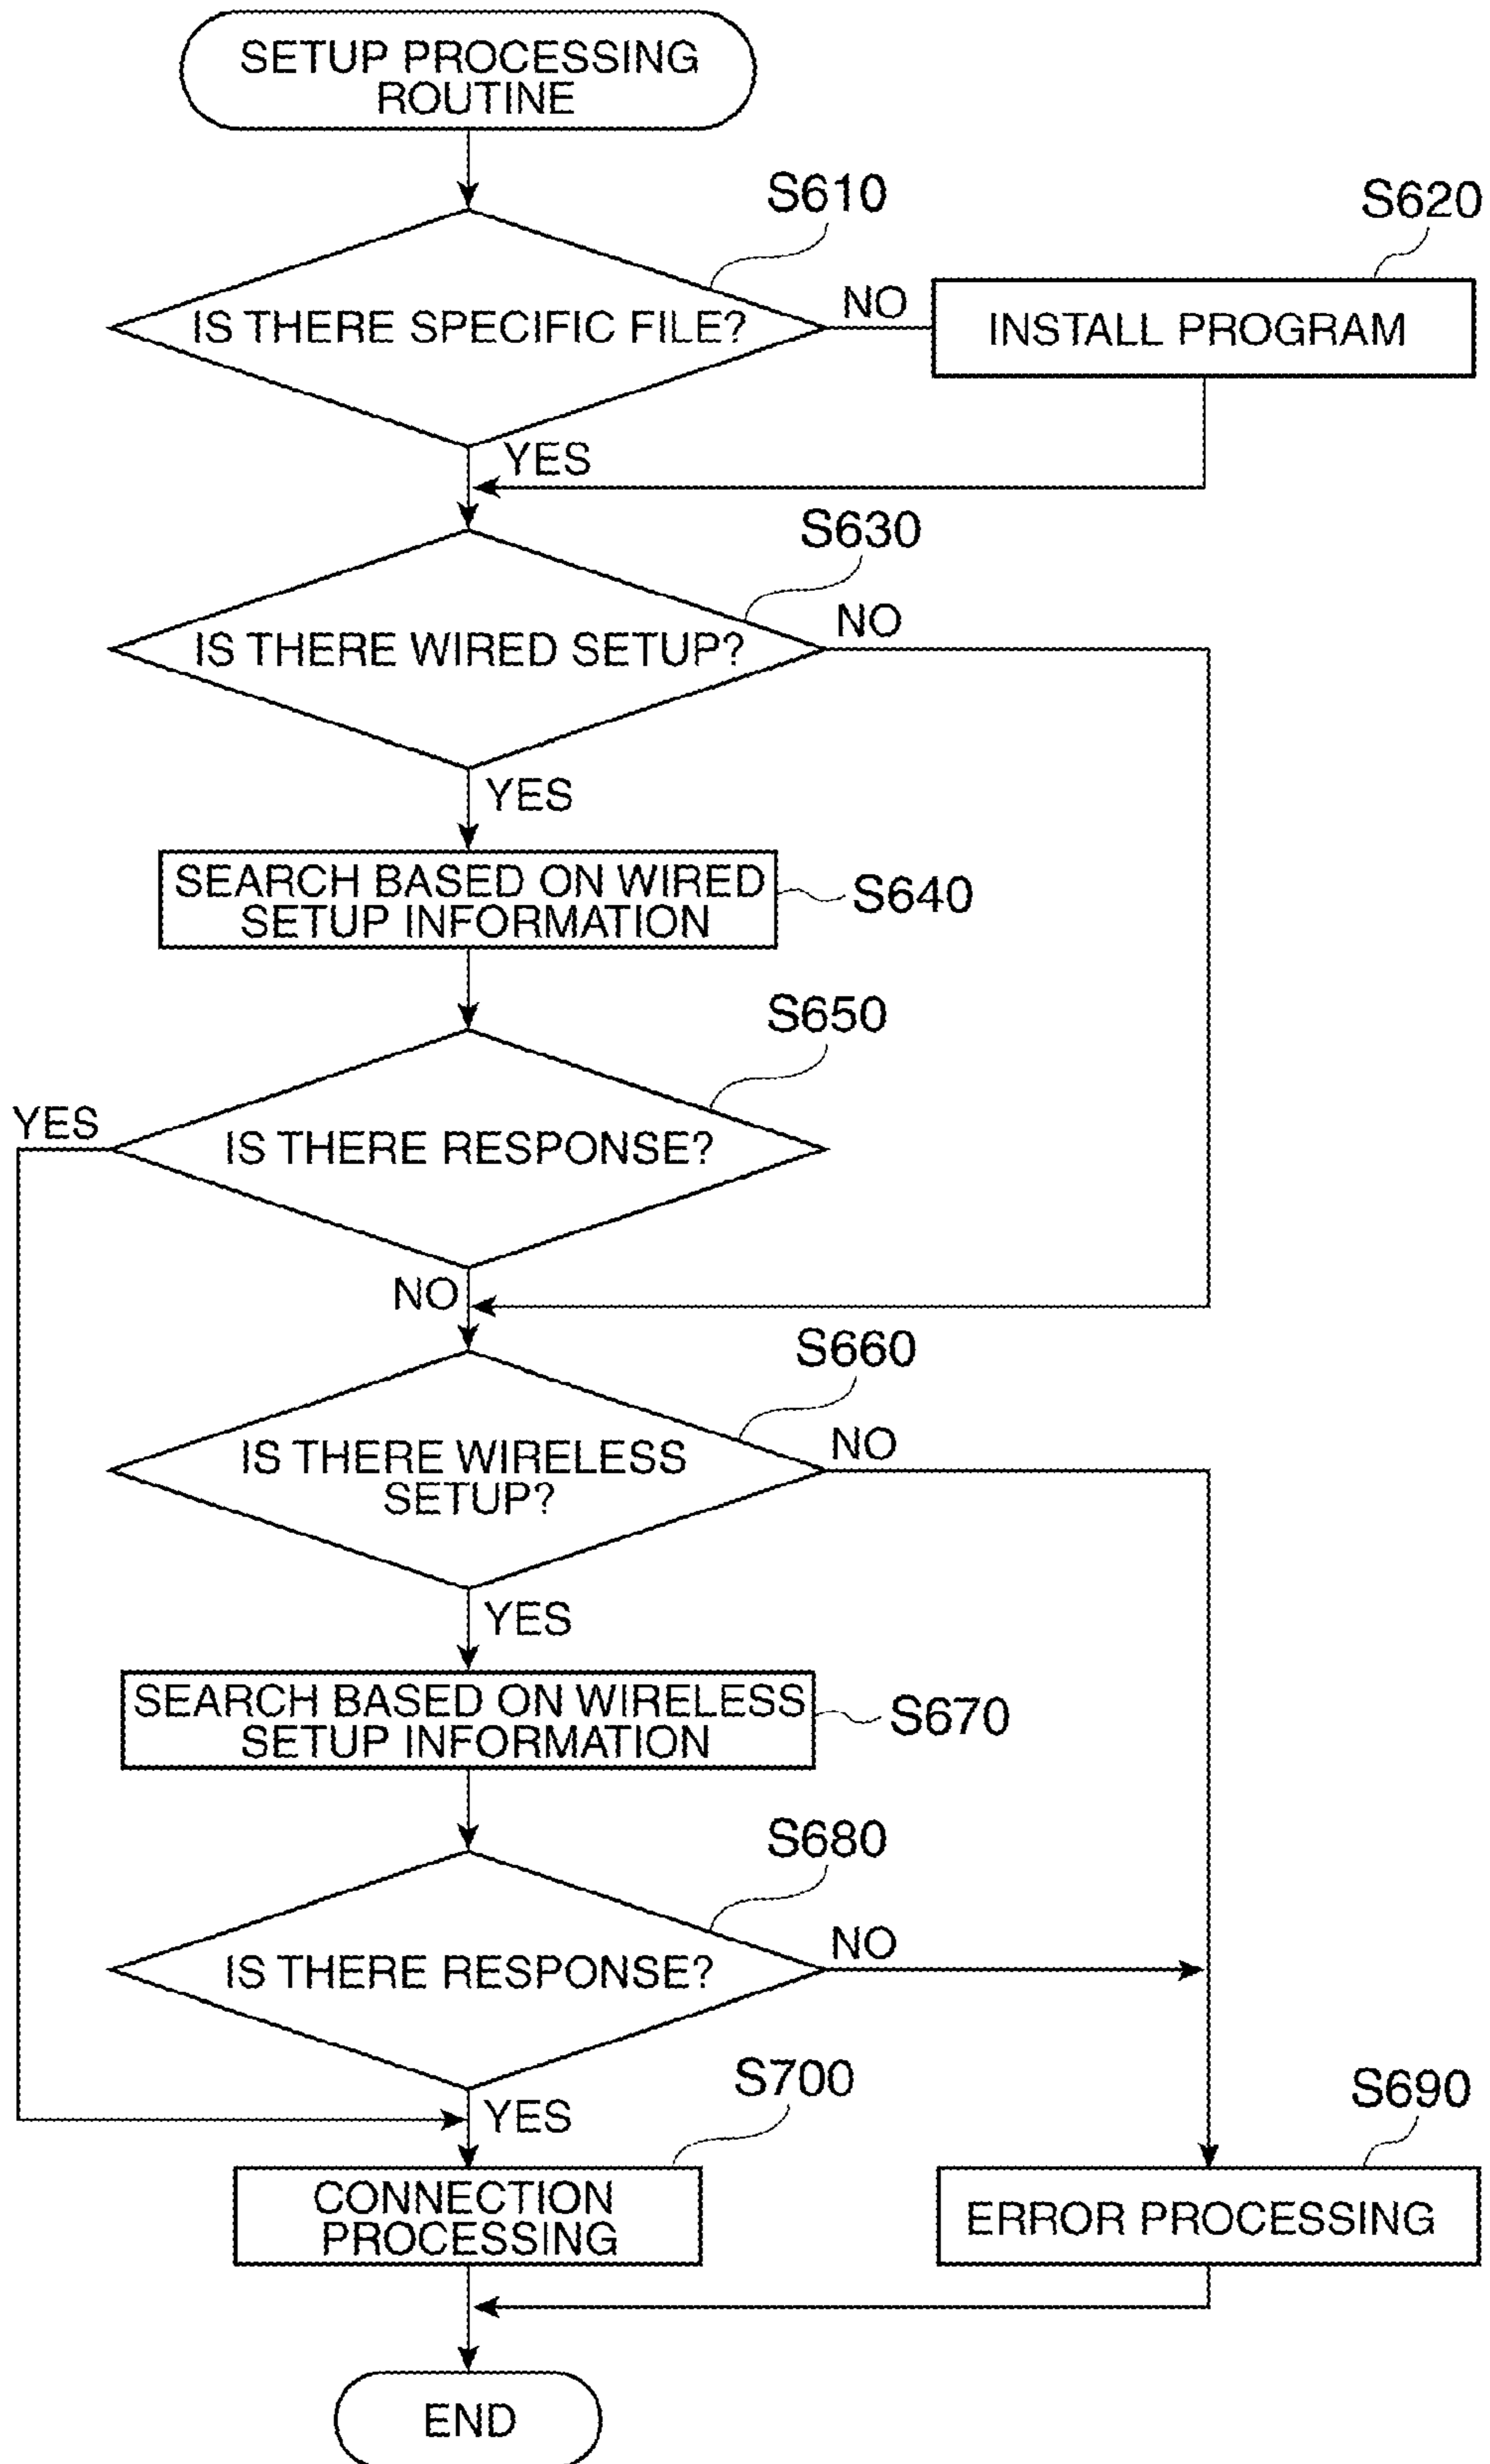 SETUP PROCESSING
ROUTINE
S610
S620
IS THERE SPECIFIC FILE?
NO
INSTALL PROGRAM
YES
S630
IS THERE WIRED SETUP?
NO
YES
SEARCH BASED ON WIRED
SETUP INFORMATION
S640
S650
YES
IS THERE RESPONSE?
NO
S660
IS THERE WIRELESS
SETUP?
NO
YES
SEARCH BASED ON WIRELESS
SETUP INFORMATION
S670
S680
IS THERE RESPONSE?
NO
YES
S700
S690
CONNECTION
PROCESSING
ERROR PROCESSING
END